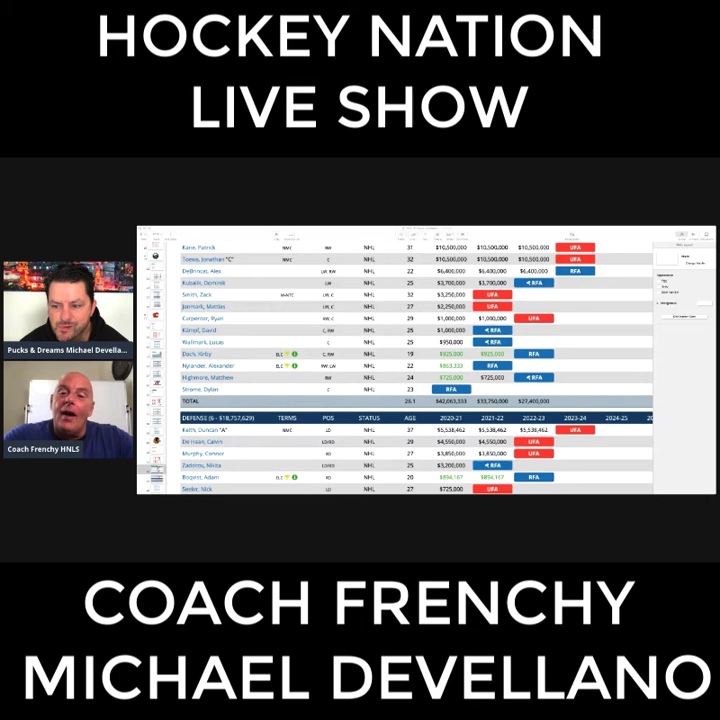 HOCKEY NATION
LIVE SHOW
Kane, Patrick NMC RW NHL 31 $10,500,000 $10,500,000 $10,500,000 UFA
Toews, Jonathan "C" NMC C NHL 32 $10,500,000 $10,500,000 $10,500,000 UFA
DeBrincat, Alex LW, RW NHL 22 $6,400,000 $6,400,000 $6,400,000 RFA
Kubalik, Dominik LW NHL 25 $3,700,000 $3,700,000 RFA
Smith, Zack M-NTC LW, C NHL 32 $3,250,000 UFA
Janmark, Mattias LW, C NHL 27 $2,250,000 UFA
Carpenter, Ryan RW, C NHL 29 $1,000,000 $1,000,000 UFA
Kämpf, David C, RW NHL 25 $1,000,000 RFA
Wallmark, Lucas C NHL 25 $950,000 RFA
Dach, Kirby ELC C, RW NHL 19 $925,000 $925,000 RFA
Nylander, Alexander ELC RW, LW NHL 22 $863,333 RFA
Highmore, Matthew RW NHL 24 $725,000 $725,000 RFA
Strome, Dylan C NHL 23 RFA
TOTAL 26.1 $42,063,333 $33,750,000 $27,400,000
DEFENSE (6 - $18,757,629) TERMS POS STATUS AGE 2020-21 2021-22 2022-23 2023-24 2024-25
Keith, Duncan "A" NMC LD NHL 37 $5,538,462 $5,538,462 $5,538,462 UFA
De Haan, Calvin LD/RD NHL 29 $4,550,000 $4,550,000 UFA
Murphy, Connor RD NHL 27 $3,850,000 $3,850,000 UFA
Zadorov, Nikita LD/RD NHL 25 $3,200,000 RFA
Boqvist, Adam ELC RD NHL 20 $894,167 $894,167 RFA
Seeler, Nick LD NHL 27 $725,000 UFA
Pucks & Dreams Michael Devella...
Coach Frenchy HNLS
COACH FRENCHY
MICHAEL DEVELLANO